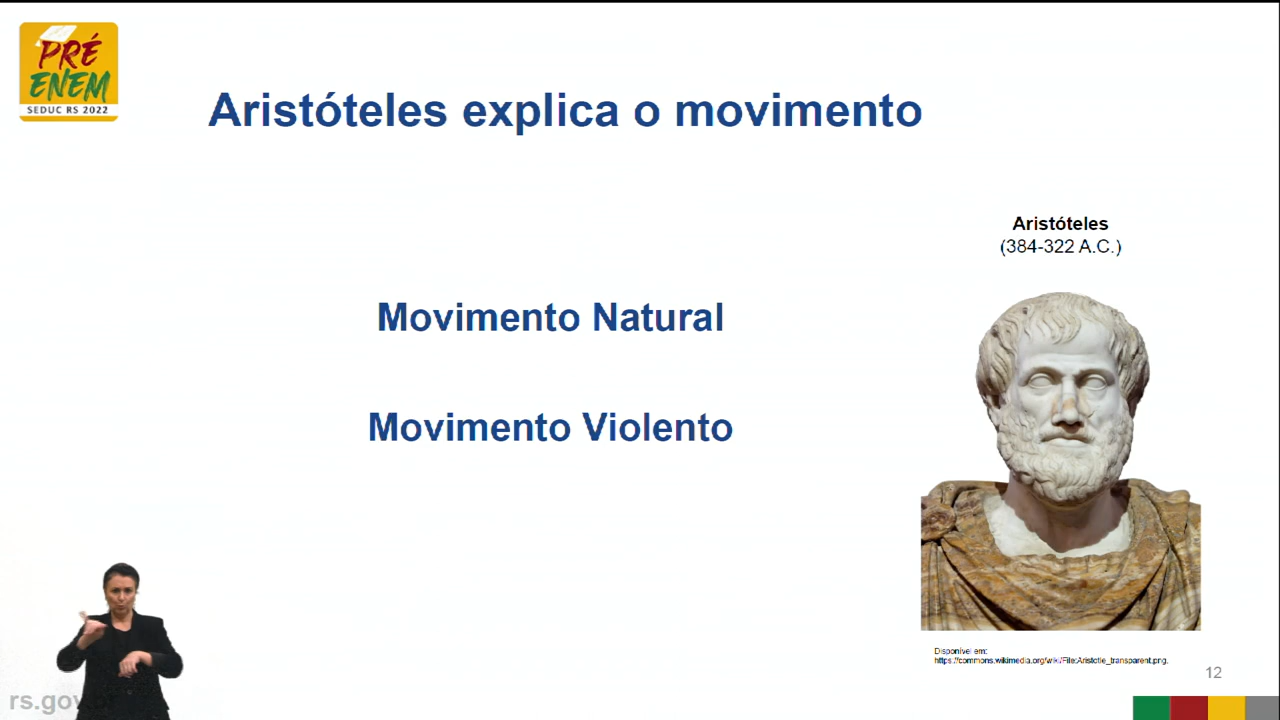 PRÉ
ENEM
SEDUC RS 2022
Aristóteles explica o movimento
Aristóteles
(384-322 A.C.)
Movimento Natural
Movimento Violento
Disponível em:
https://commons.wikimedia.org/wiki/File:Aristotle_transparent.png.
12
rs.gov.br